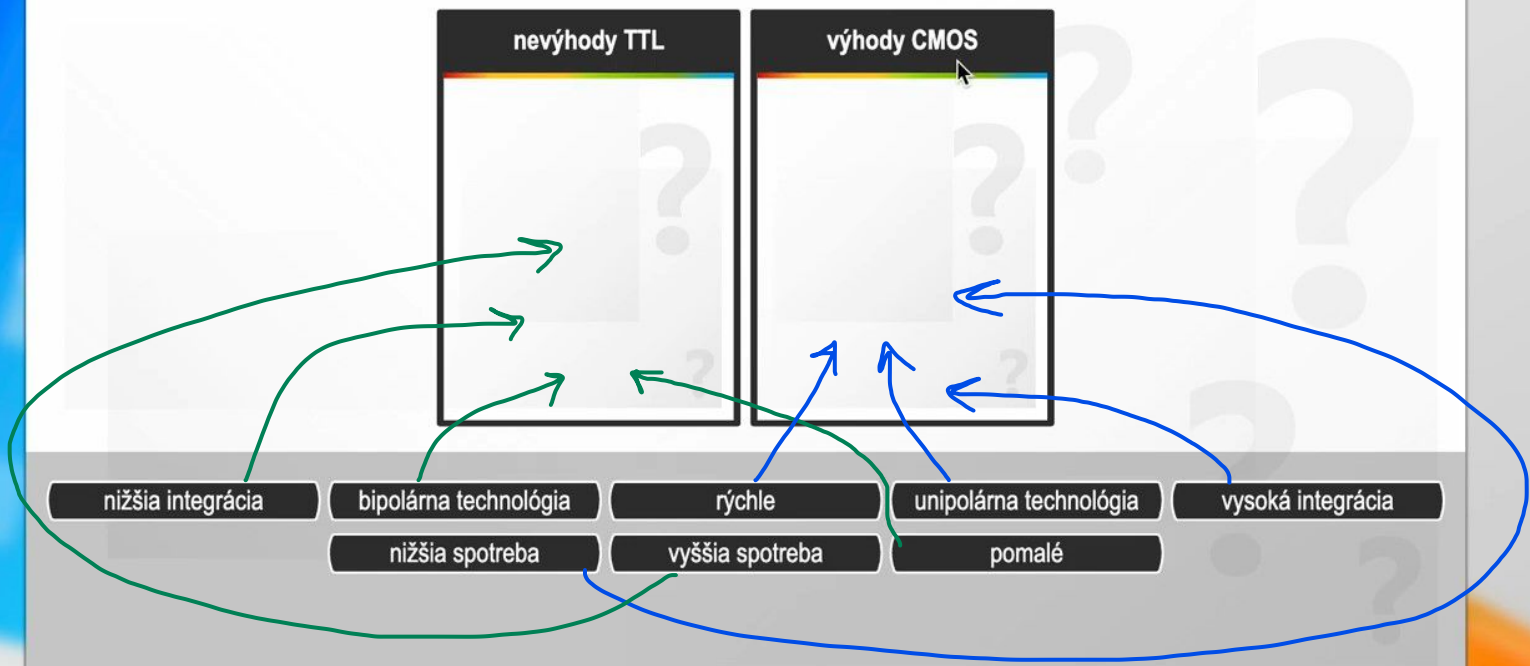 nevýhody TTL
výhody CMOS
nižšia integrácia
bipolárna technológia
rýchle
unipolárna technológia
vysoká integrácia
nižšia spotreba
vyššia spotreba
pomalé